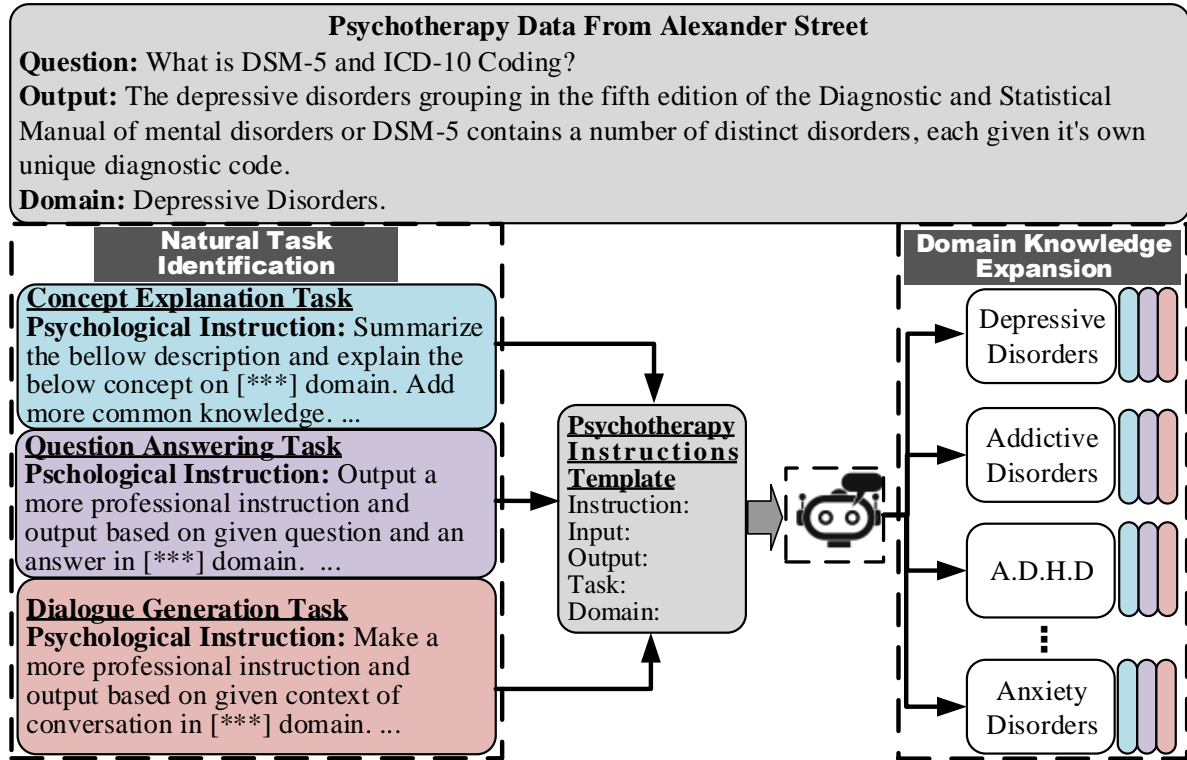 Psychotherapy Data From Alexander Street
Question: What is DSM-5 and ICD-10 Coding?
Output: The depressive disorders grouping in the fifth edition of the Diagnostic and Statistical
Manual of mental disorders or DSM-5 contains a number of distinct disorders, each given it's own
unique diagnostic code.
Domain: Depressive Disorders.
Natural Task
Identification
Concept Explanation Task
Psychological Instruction: Summarize
the bellow description and explain the
below concept on [***] domain. Add
more common knowledge. ...
Question Answering Task
Pschological Instruction: Output a
more professional instruction and
output based on given question and an
answer in [***] domain. ...
Dialogue Generation Task
Psychological Instruction: Make a
more professional instruction and
output based on given context of
conversation in [***] domain. ...
Psychotherapy
Instructions
Template
Instruction:
Input:
Output:
Task:
Domain:
Domain Knowledge
Expansion
Depressive
Disorders
Addictive
Disorders
A.D.H.D
Anxiety
Disorders